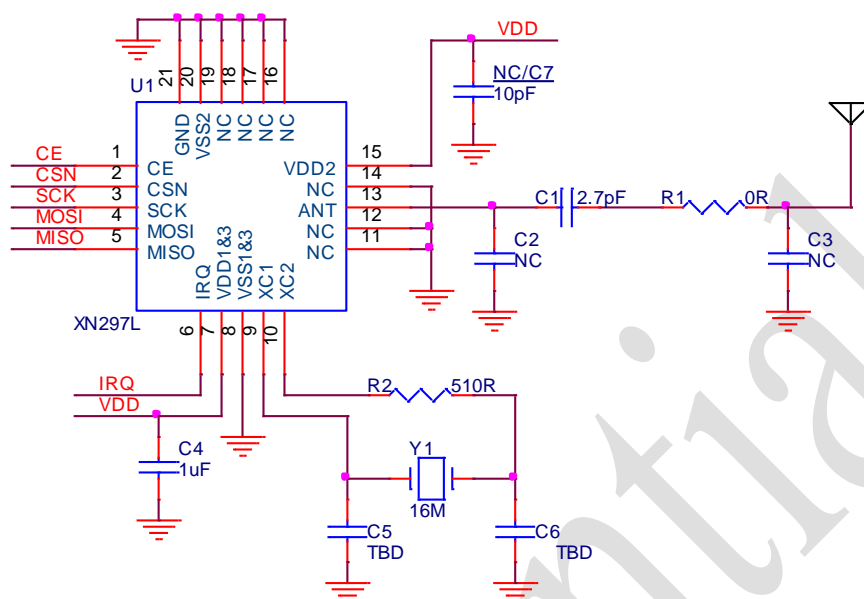 VDD
NC/C7
10pF
21
20
19
18
17
16
U1
GND
VSS2
NC
NC
NC
NC
CE
1
CE
CSN
2
CSN
SCK
3
SCK
MOSI
4
MOSI
MISO
5
MISO
VDD2
15
NC
14
ANT
13
NC
12
NC
11
C1
2.7pF
R1
0R
C2
NC
C3
NC
IRQ
VDD1&3
VSS1&3
XC1
XC2
XN297L
6
7
8
9
10
IRQ
VDD
R2
510R
C4
1uF
Y1
16M
C5
TBD
C6
TBD
ntial